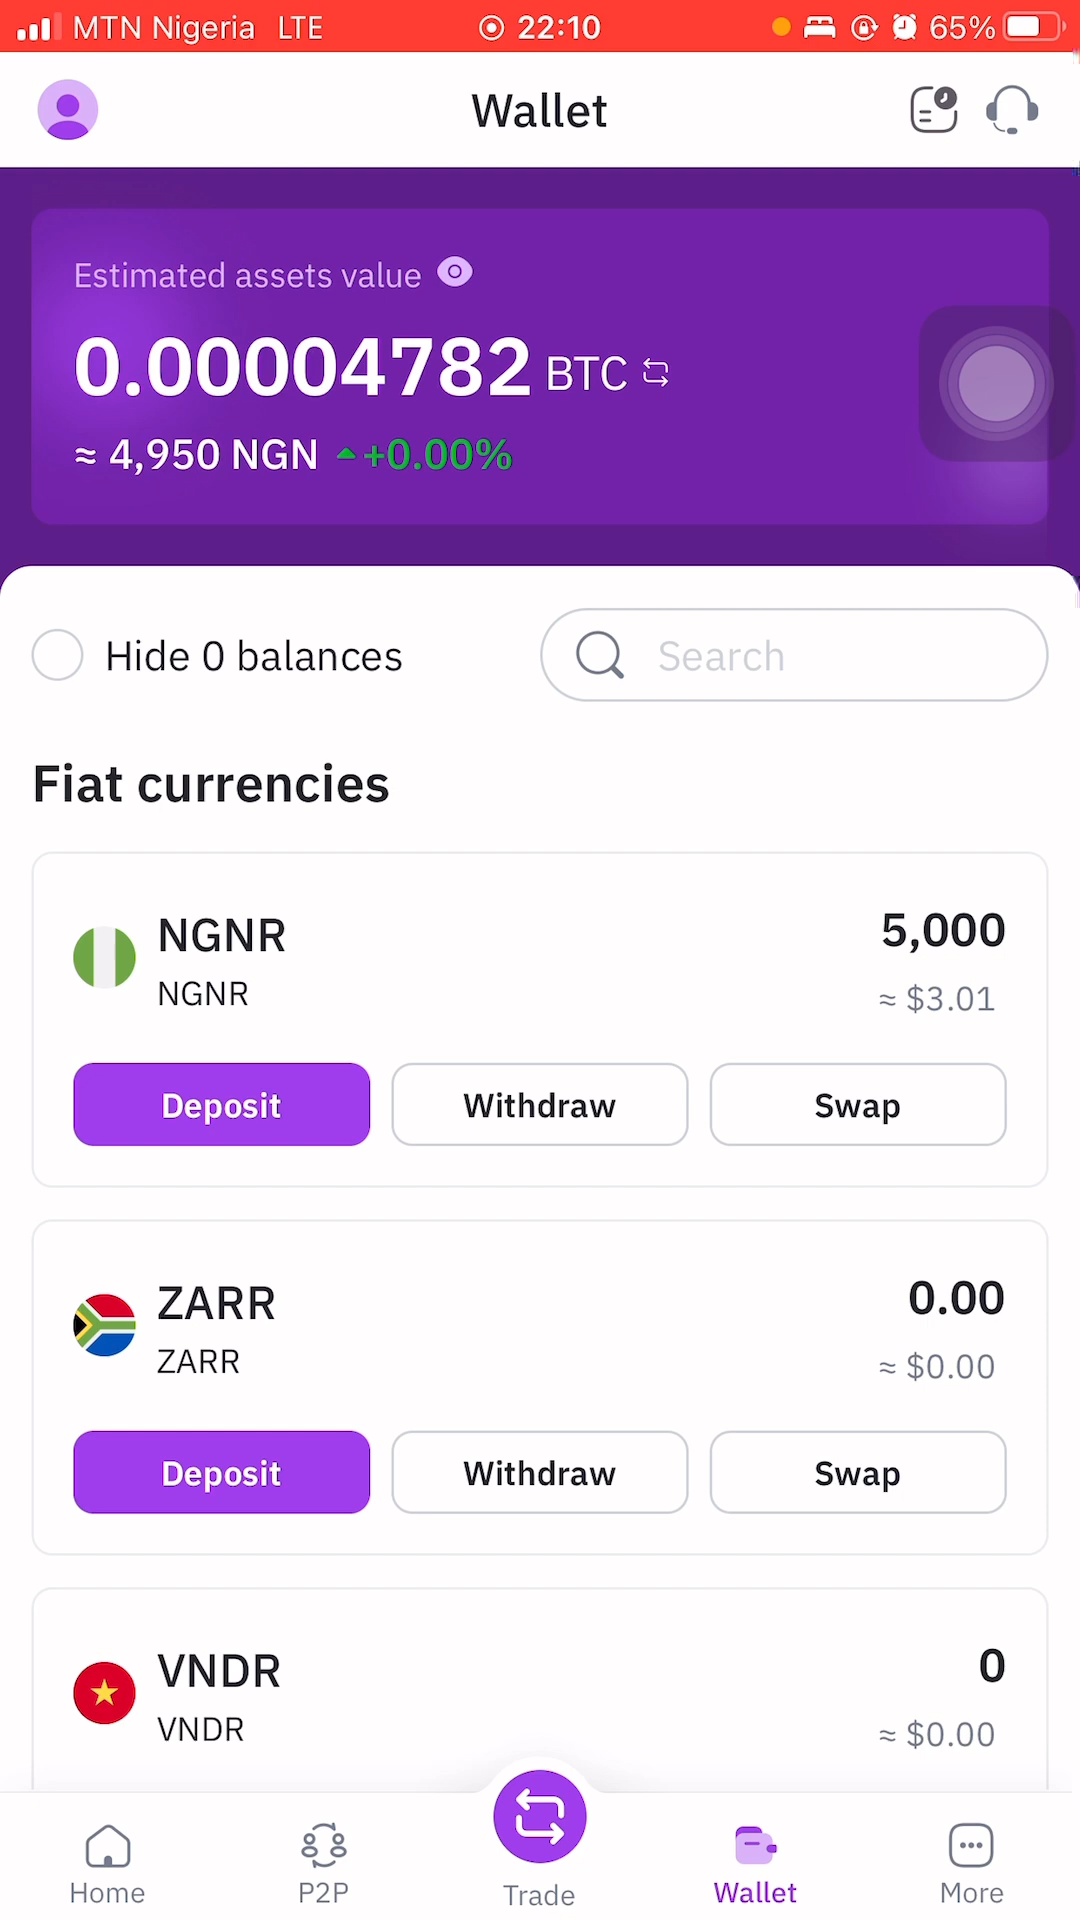 MTN Nigeria LTE 22:10 65%
Wallet
Estimated assets value
0.00004782 BTC
≈ 4,950 NGN +0.00%
Hide 0 balances
Search
Fiat currencies
NGNR 5,000
NGNR ≈ $3.01
Deposit Withdraw Swap
ZARR 0.00
ZARR ≈ $0.00
Deposit Withdraw Swap
VNDR 0
VNDR ≈ $0.00
Home P2P Trade Wallet More